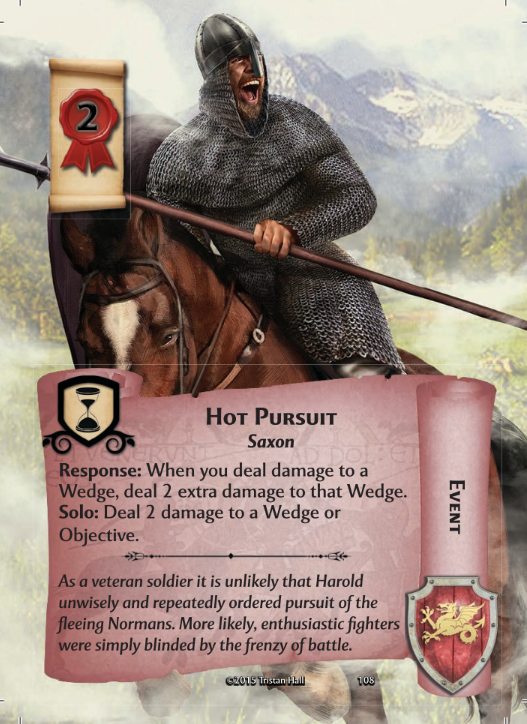 2
Hot Pursuit
Saxon
Response: When you deal damage to a
Wedge, deal 2 extra damage to that Wedge.
Solo: Deal 2 damage to a Wedge or
Objective.
Event
As a veteran soldier it is unlikely that Harold
unwisely and repeatedly ordered pursuit of the
fleeing Normans. More likely, enthusiastic fighters
were simply blinded by the frenzy of battle.
©2015 Tristan Hall 108